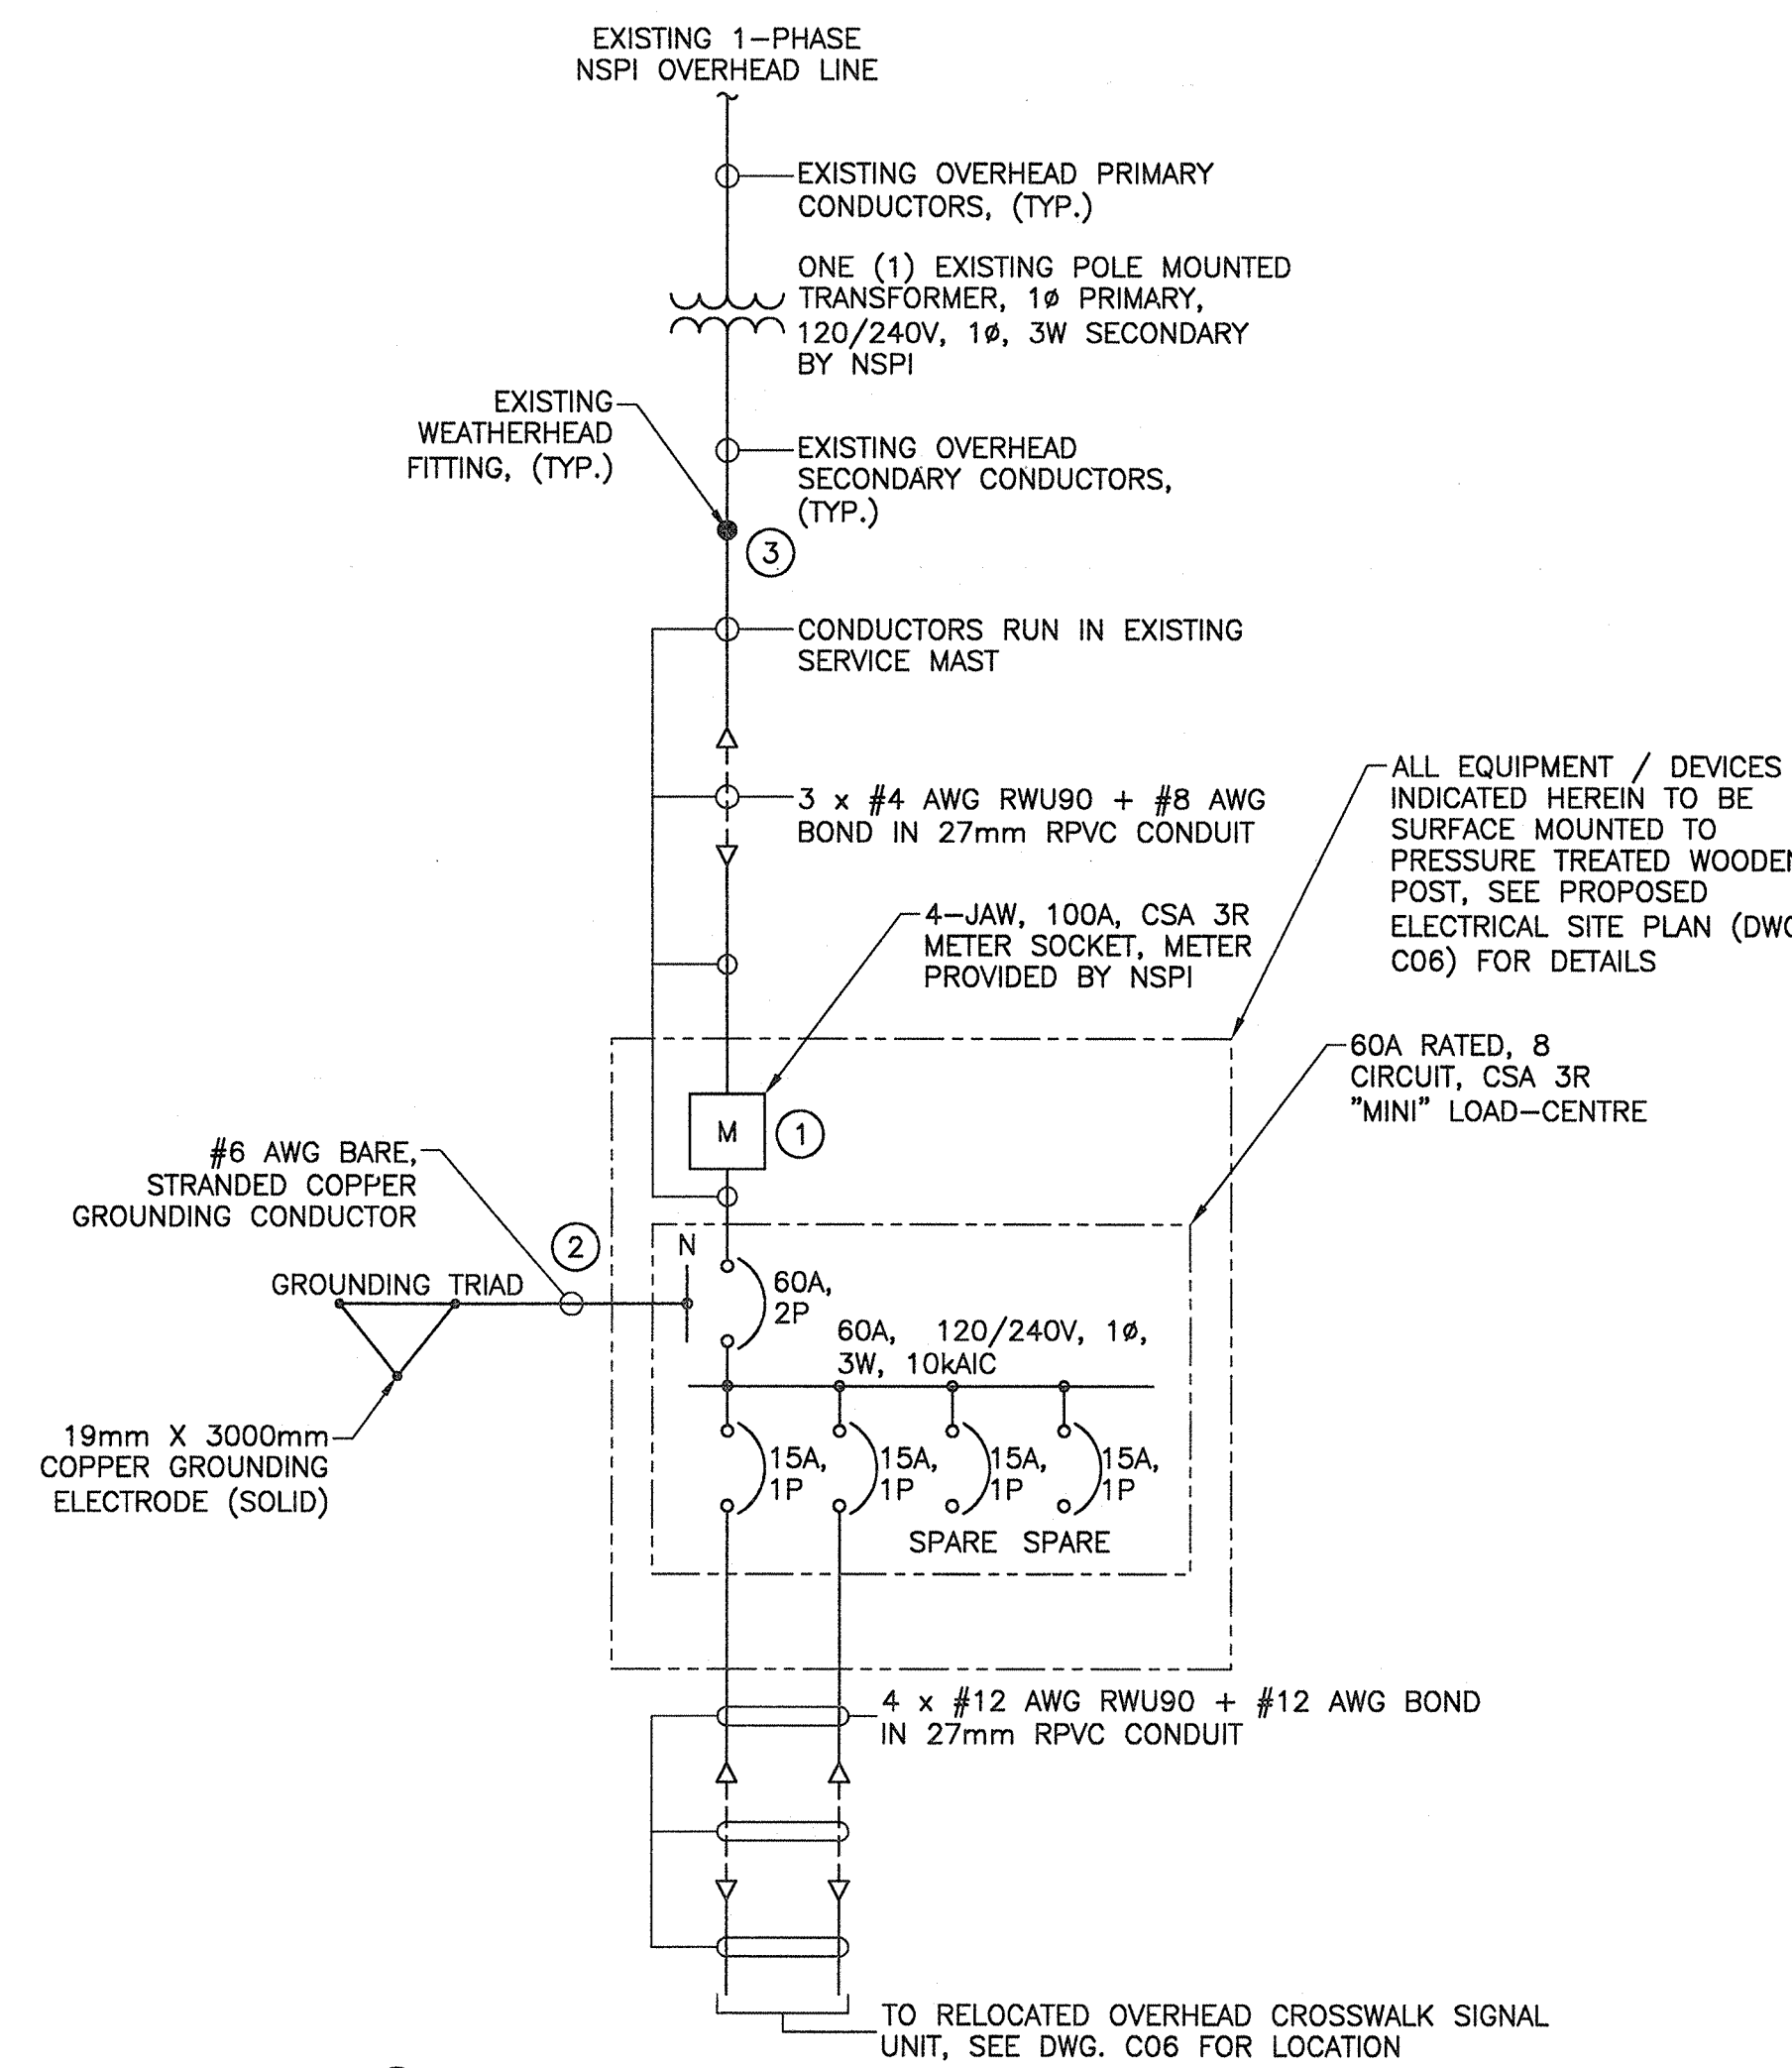 EXISTING 1-PHASE
NSPI OVERHEAD LINE
EXISTING OVERHEAD PRIMARY
CONDUCTORS, (TYP.)
ONE (1) EXISTING POLE MOUNTED
TRANSFORMER, 1ø PRIMARY,
120/240V, 1ø, 3W SECONDARY
BY NSPI
EXISTING
WEATHERHEAD
FITTING, (TYP.)
EXISTING OVERHEAD
SECONDARY CONDUCTORS,
(TYP.)
3
CONDUCTORS RUN IN EXISTING
SERVICE MAST
3 x #4 AWG RWU90 + #8 AWG
BOND IN 27mm RPVC CONDUIT
ALL EQUIPMENT / DEVICES
INDICATED HEREIN TO BE
SURFACE MOUNTED TO
PRESSURE TREATED WOODEN
POST, SEE PROPOSED
ELECTRICAL SITE PLAN (DWG
C06) FOR DETAILS
4-JAW, 100A, CSA 3R
METER SOCKET, METER
PROVIDED BY NSPI
60A RATED, 8
CIRCUIT, CSA 3R
"MINI" LOAD-CENTRE
M
1
#6 AWG BARE,
STRANDED COPPER
GROUNDING CONDUCTOR
2
N
GROUNDING TRIAD
60A,
2P
60A, 120/240V, 1ø,
3W, 10kAIC
19mm X 3000mm
COPPER GROUNDING
ELECTRODE (SOLID)
15A, 15A, 15A, 15A,
1P 1P 1P 1P
SPARE SPARE
4 x #12 AWG RWU90 + #12 AWG BOND
IN 27mm RPVC CONDUIT
TO RELOCATED OVERHEAD CROSSWALK SIGNAL
UNIT, SEE DWG. C06 FOR LOCATION